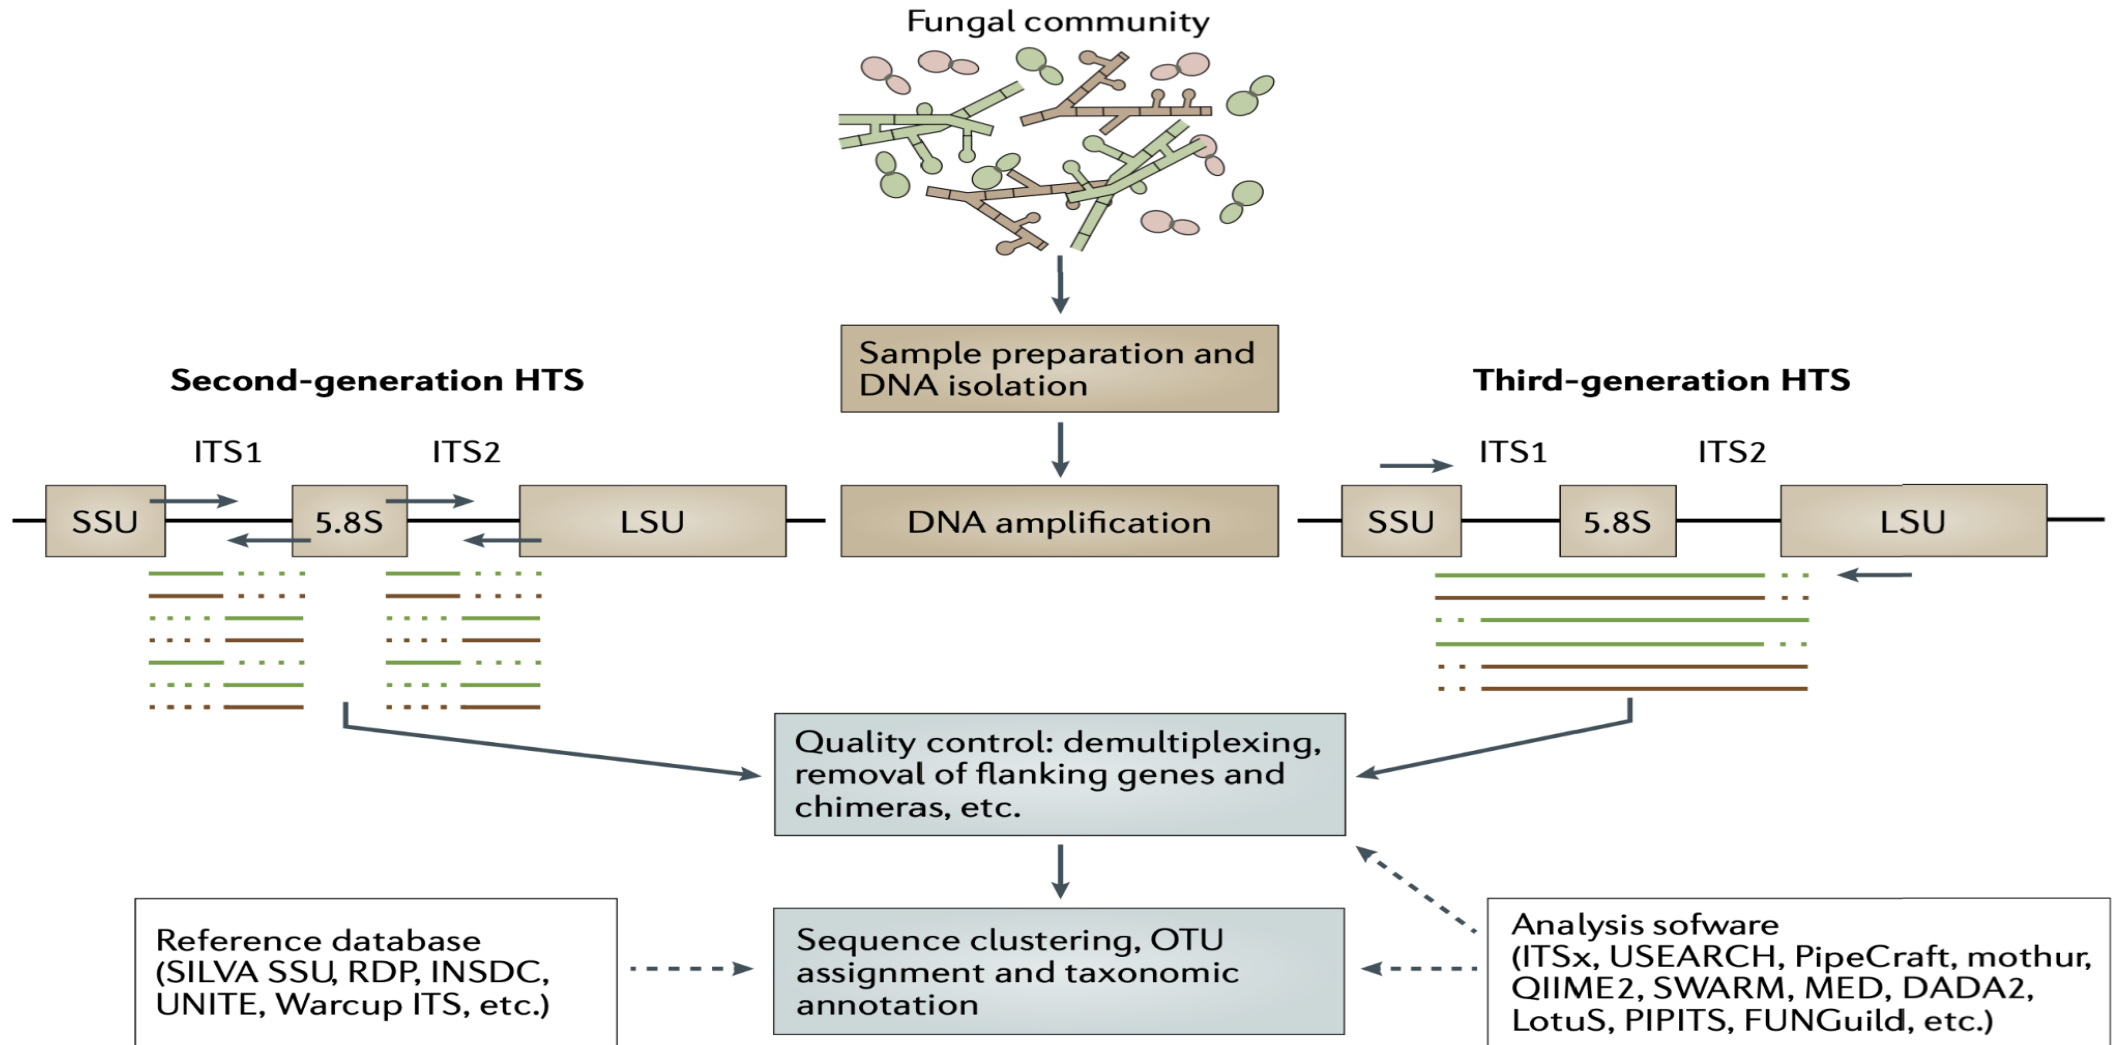 Fungal community
Sample preparation and
DNA isolation
Second-generation HTS
Third-generation HTS
ITS1
ITS2
ITS1
ITS2
SSU
5.8S
LSU
DNA amplification
SSU
5.8S
LSU
Quality control: demultiplexing,
removal of flanking genes and
chimeras, etc.
Reference database
(SILVA SSU, RDP, INSDC,
UNITE, Warcup ITS, etc.)
Sequence clustering, OTU
assignment and taxonomic
annotation
Analysis sofware
(ITSx, USEARCH, PipeCraft, mothur,
QIIME2, SWARM, MED, DADA2,
LotuS, PIPITS, FUNGuild, etc.)